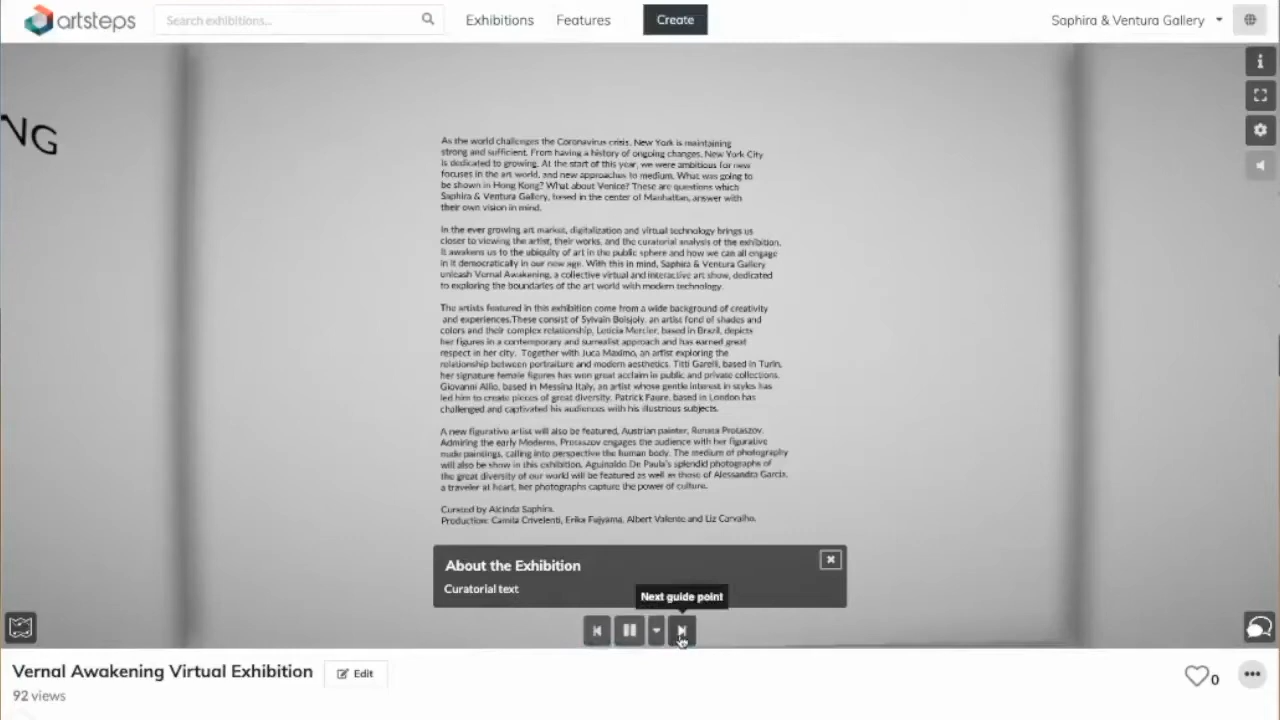 artsteps
Search exhibitions...
Exhibitions
Features
Create
Saphira & Ventura Gallery
NG
As the world challenges the Coronavirus crisis, New York is maintaining
strong and sufficient. From having a history of ongoing changes, New York City
is dedicated to growing. At the start of this year, we were ambitious for new
focuses in the art world, and new approaches to medium. What was going to
be shown in Hong Kong? What about Venice? These are questions which
Saphira & Ventura Gallery, based in the center of Manhattan, answer with
their own vision in mind.
In the ever growing art market, digitalization and virtual technology brings us
closer to viewing the artist, their works, and the curatorial analysis of the exhibition.
It awakens us to the ubiquity of art in the public sphere and how we can all engage
in it democratically in our new age. With this in mind, Saphira & Ventura Gallery
unleash Vernal Awakening, a collective virtual and interactive art show, dedicated
to exploring the boundaries of the art world with modern technology.
The artists featured in this exhibition come from a wide background of creativity
and experiences.These consist of Sylvain Boisjoly, an artist fond of shades and
colors and their complex relationship, Leticia Mercier, based in Brazil, depicts
her figures in a contemporary and surrealist approach and has earned great
respect in her city. Together with Juca Maximo, an artist exploring the
relationship between portraiture and modern aesthetics. Titti Garelli, based in Turin,
her signature female figures has won great acclaim in public and private collections.
Giovanni Allio, based in Messina Italy, an artist whose gentle interest in styles has
led him to create pieces of great diversity. Patrick Faure, based in London has
challenged and captivated his audiences with his illustrious subjects.
A new figurative artist will also be featured, Austrian painter, Renata Protaszov.
Admiring the early Moderns, Protaszov engages the audience with her figurative
nude paintings, calling into perspective the human body. The medium of photography
will also be show in this exhibition. Aguinaldo De Paula's splendid photographs of
the great diversity of our world will be featured as well as those of Alessandra Garcia,
a traveler at heart, her photographs capture the power of culture.
Curated by Alcinda Saphira.
Production: Camila Crivelenti, Erika Fujyama, Albert Valente and Liz Carvalho.
About the Exhibition
Curatorial text
Next guide point
Vernal Awakening Virtual Exhibition
Edit
92 views
0